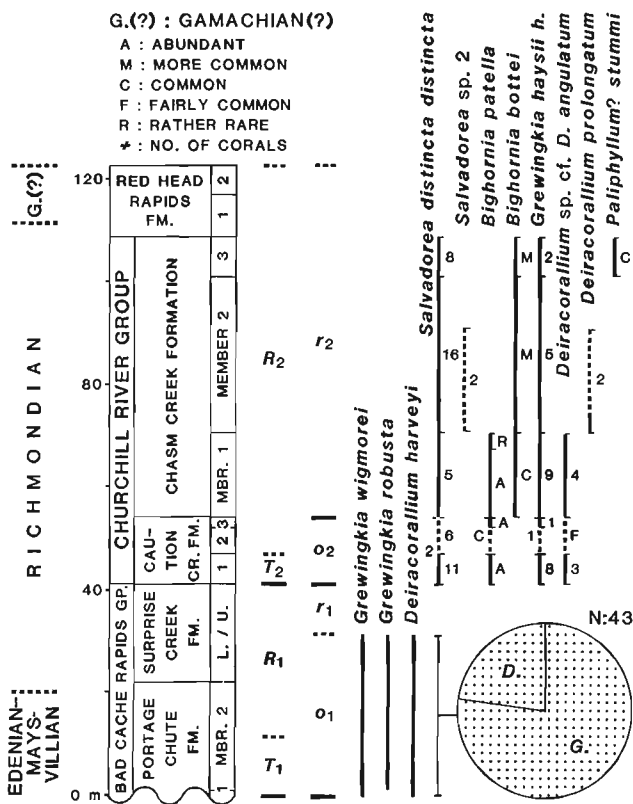 G.(?) : GAMACHIAN(?)
A : ABUNDANT
M : MORE COMMON
C : COMMON
F : FAIRLY COMMON
R : RATHER RARE
≠ : NO. OF CORALS
Salvadorea distincta distincta
Salvadorea sp. 2
Bighornia patella
Bighornia bottei
Grewingkia haysii h.
Deiracorallium sp. cf. D. angulatum
Deiracorallium prolongatum
Paliphyllum? stummi
G.(?)
RICHMONDIAN
EDENIAN–
MAYS-
VILLIAN
120
80
40
0 m
RED HEAD
RAPIDS
FM.
2
1
CHURCHILL RIVER GROUP
CHASM CREEK FORMATION
3
MEMBER 2
MBR. 1
CAU-
TION
CR. FM.
1 2 3
BAD CACHE RAPIDS GP.
SURPRISE
CREEK
FM.
L. / U.
PORTAGE
CHUTE
FM.
1 MBR. 2
R2
T2
R1
T1
r2
o2
r1
o1
Grewingkia wigmorei
Grewingkia robusta
Deiracorallium harveyi
8
M
2
C
16
2
M
5
2
5
R
A
C
9
4
2
6
C
A
1
1
F
11
A
8
3
N:43
D.
G.